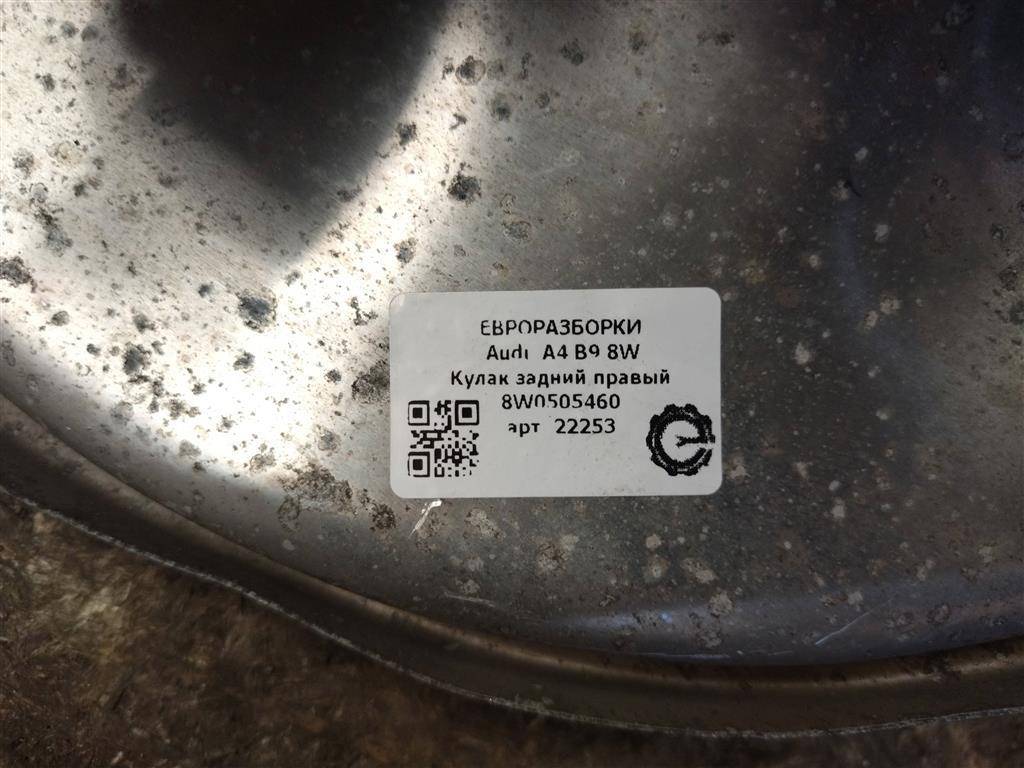 ЕВРОРАЗБОРКИ
Audi A4 B9 8W
Кулак задний правый
8W0505460
арт 22253